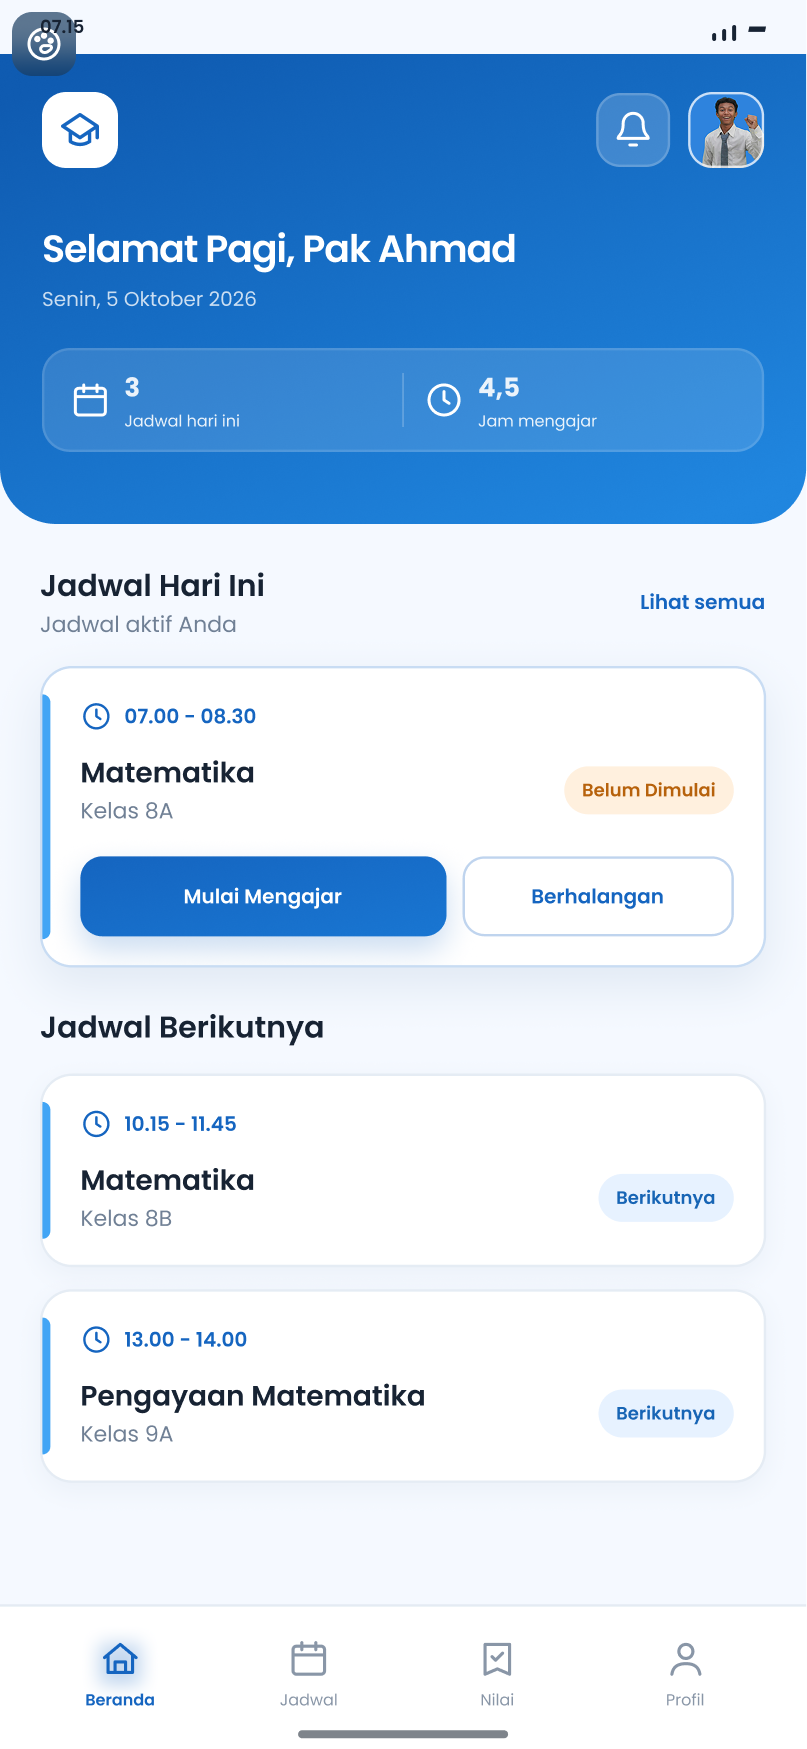 07.15
Selamat Pagi, Pak Ahmad
Senin, 5 Oktober 2026
3
Jadwal hari ini
4,5
Jam mengajar
Jadwal Hari Ini
Jadwal aktif Anda
Lihat semua
07.00 - 08.30
Matematika
Kelas 8A
Belum Dimulai
Mulai Mengajar
Berhalangan
Jadwal Berikutnya
10.15 - 11.45
Matematika
Kelas 8B
Berikutnya
13.00 - 14.00
Pengayaan Matematika
Kelas 9A
Berikutnya
Beranda
Jadwal
Nilai
Profil